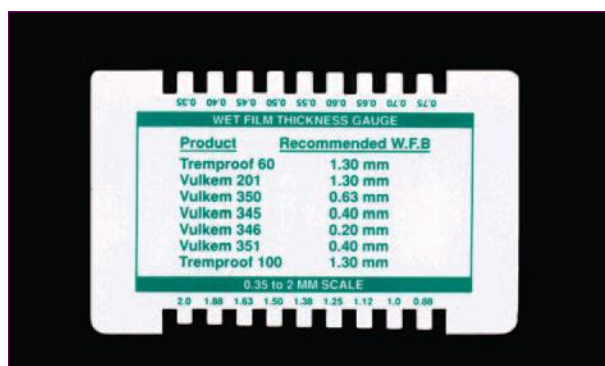 0.35 0.40 0.45 0.50 0.55 0.60 0.65 0.70 0.75
WET FILM THICKNESS GAUGE
Product Recommended W.F.B
Tremproof 60 1.30 mm
Vulkem 201 1.30 mm
Vulkem 350 0.63 mm
Vulkem 345 0.40 mm
Vulkem 346 0.20 mm
Vulkem 351 0.40 mm
Tremproof 100 1.30 mm
0.35 to 2 MM SCALE
2.0 1.88 1.63 1.50 1.38 1.25 1.12 1.0 0.88